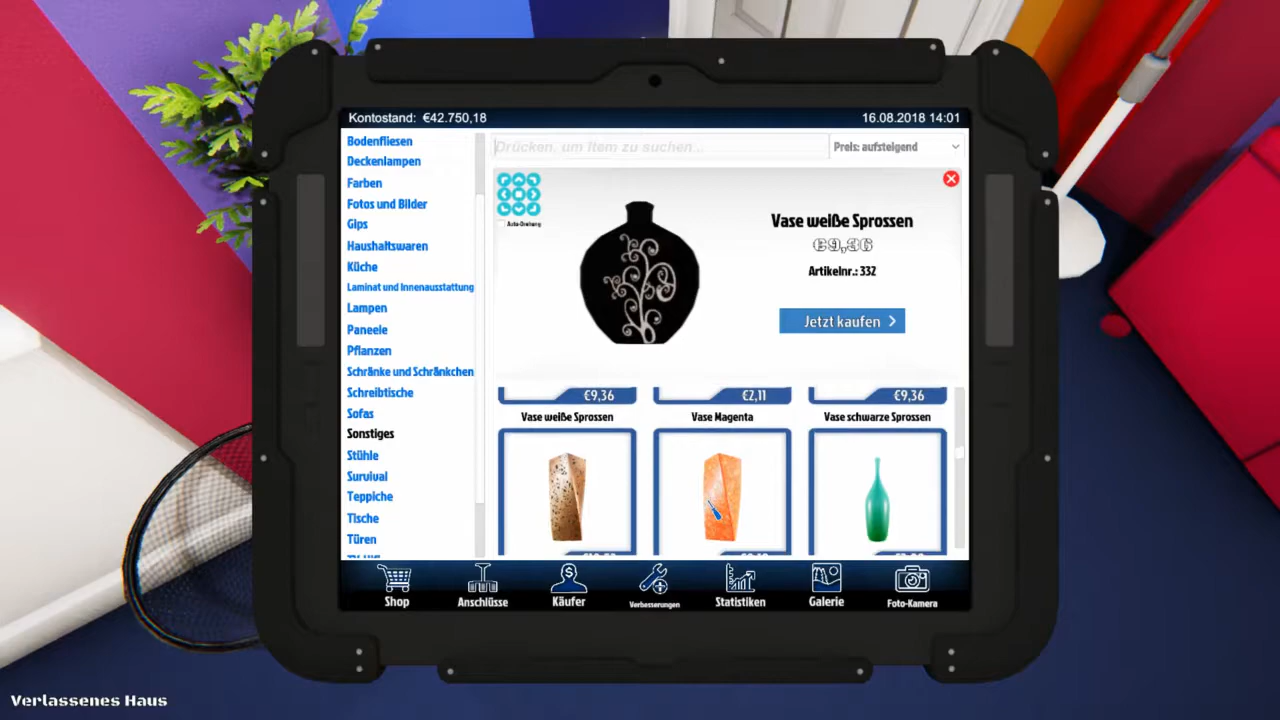 Kontostand: €42.750,18
16.08.2018 14:01
Bodenfliesen
Deckenlampen
Farben
Fotos und Bilder
Gips
Haushaltswaren
Küche
Laminat und Innenausstattung
Lampen
Paneele
Pflanzen
Schränke und Schränkchen
Schreibtische
Sofas
Sonstiges
Stühle
Survival
Teppiche
Tische
Türen
Drücken, um Item zu suchen...
Preis: aufsteigend
Auto-Drehung
Vase weiße Sprossen
€9,36
Artikelnr.: 332
Jetzt kaufen
€9,36
€2,11
€9,36
Vase weiße Sprossen
Vase Magenta
Vase schwarze Sprossen
Shop
Anschlüsse
Käufer
Verbesserungen
Statistiken
Galerie
Foto-Kamera
Verlassenes Haus